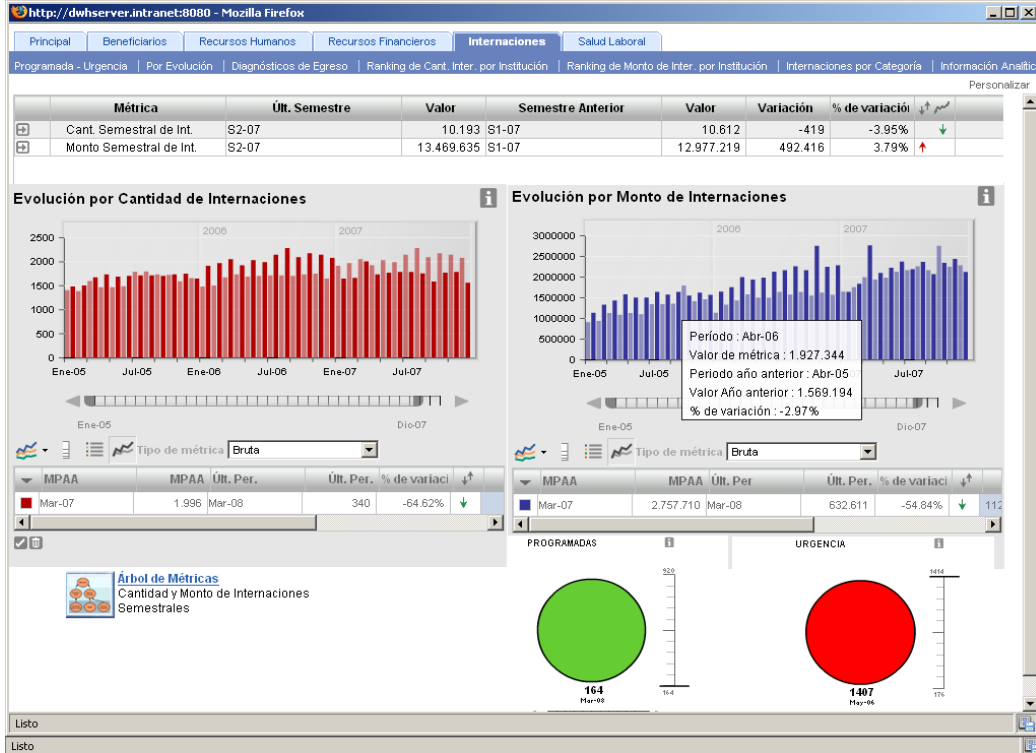 http://dwhserver.intranet:8080 - Mozilla Firefox
Principal Beneficiarios Recursos Humanos Recursos Financieros Internaciones Salud Laboral
Programada - Urgencia | Por Evolución | Diagnósticos de Egreso | Ranking de Cant. Inter. por Institución | Ranking de Monto de Inter. por Institución | Internaciones por Categoría | Información Analític
Personalizar
Métrica Últ. Semestre Valor Semestre Anterior Valor Variación % de variació
Cant. Semestral de Int. S2-07 10.193 S1-07 10.612 -419 -3.95%
Monto Semestral de Int. S2-07 13.469.635 S1-07 12.977.219 492.416 3.79%
Evolución por Cantidad de Internaciones
2006 2007
2500
2000
1500
1000
500
0
Ene-05 Jul-05 Ene-06 Jul-06 Ene-07 Jul-07
Ene-05 Dic-07
Tipo de métrica Bruta
MPAA MPAA Últ. Per. Últ. Per. % de variaci
Mar-07 1.996 Mar-08 340 -64.62%
Árbol de Métricas
Cantidad y Monto de Internaciones
Semestrales
Evolución por Monto de Internaciones
2006 2007
3000000
2500000
2000000
1500000
1000000
500000
0
Ene-05 Jul-05 07 Jul-07
Período : Abr-06
Valor de métrica : 1.927.344
Periodo año anterior : Abr-05
Valor Año anterior : 1.569.194
% de variación : -2.97%
Ene-05 Dic-07
Tipo de métrica Bruta
MPAA MPAA Últ. Per Últ. Per. % de variaci
Mar-07 2.757.710 Mar-08 632.611 -54.84% 112
PROGRAMADAS
920
164
164
Mar-08
URGENCIA
1414
176
1407
May-06
Listo
Listo